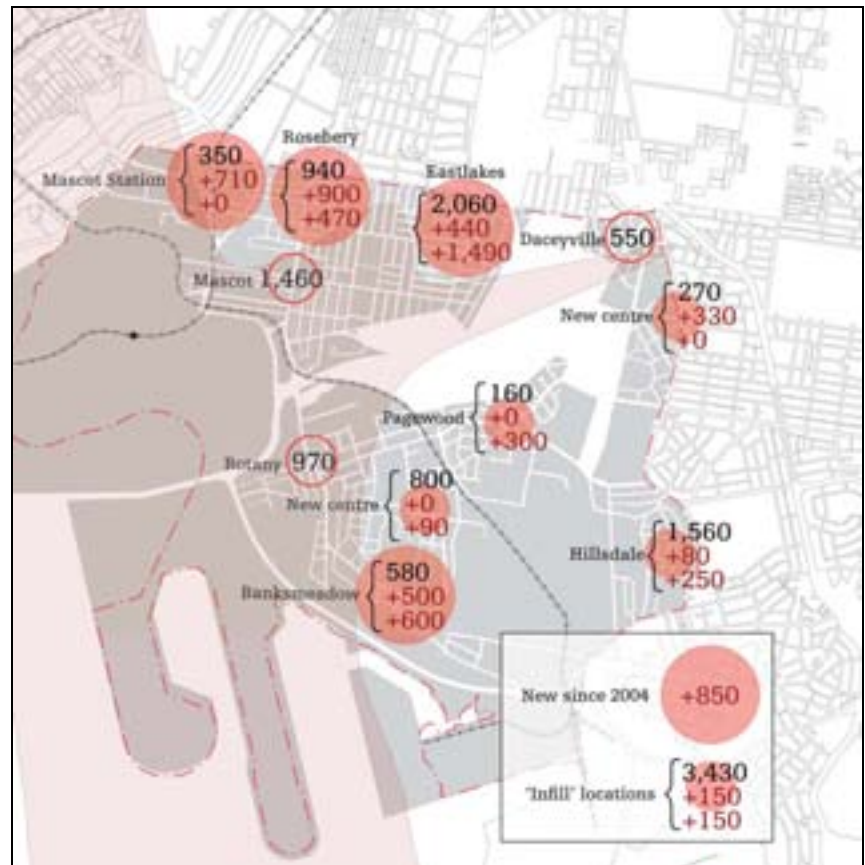 Rosebery
Mascot Station
350
+710
+0
940
+900
+470
Eastlakes
2,060
+440
+1,490
Daceyville 550
Mascot 1,460
New centre
270
+330
+0
Pagewood
160
+0
+300
Botany 970
New centre
800
+0
+90
Hillsdale
1,560
+80
+250
Banksmeadow
580
+500
+600
New since 2004
+850
"Infill" locations
3,430
+150
+150